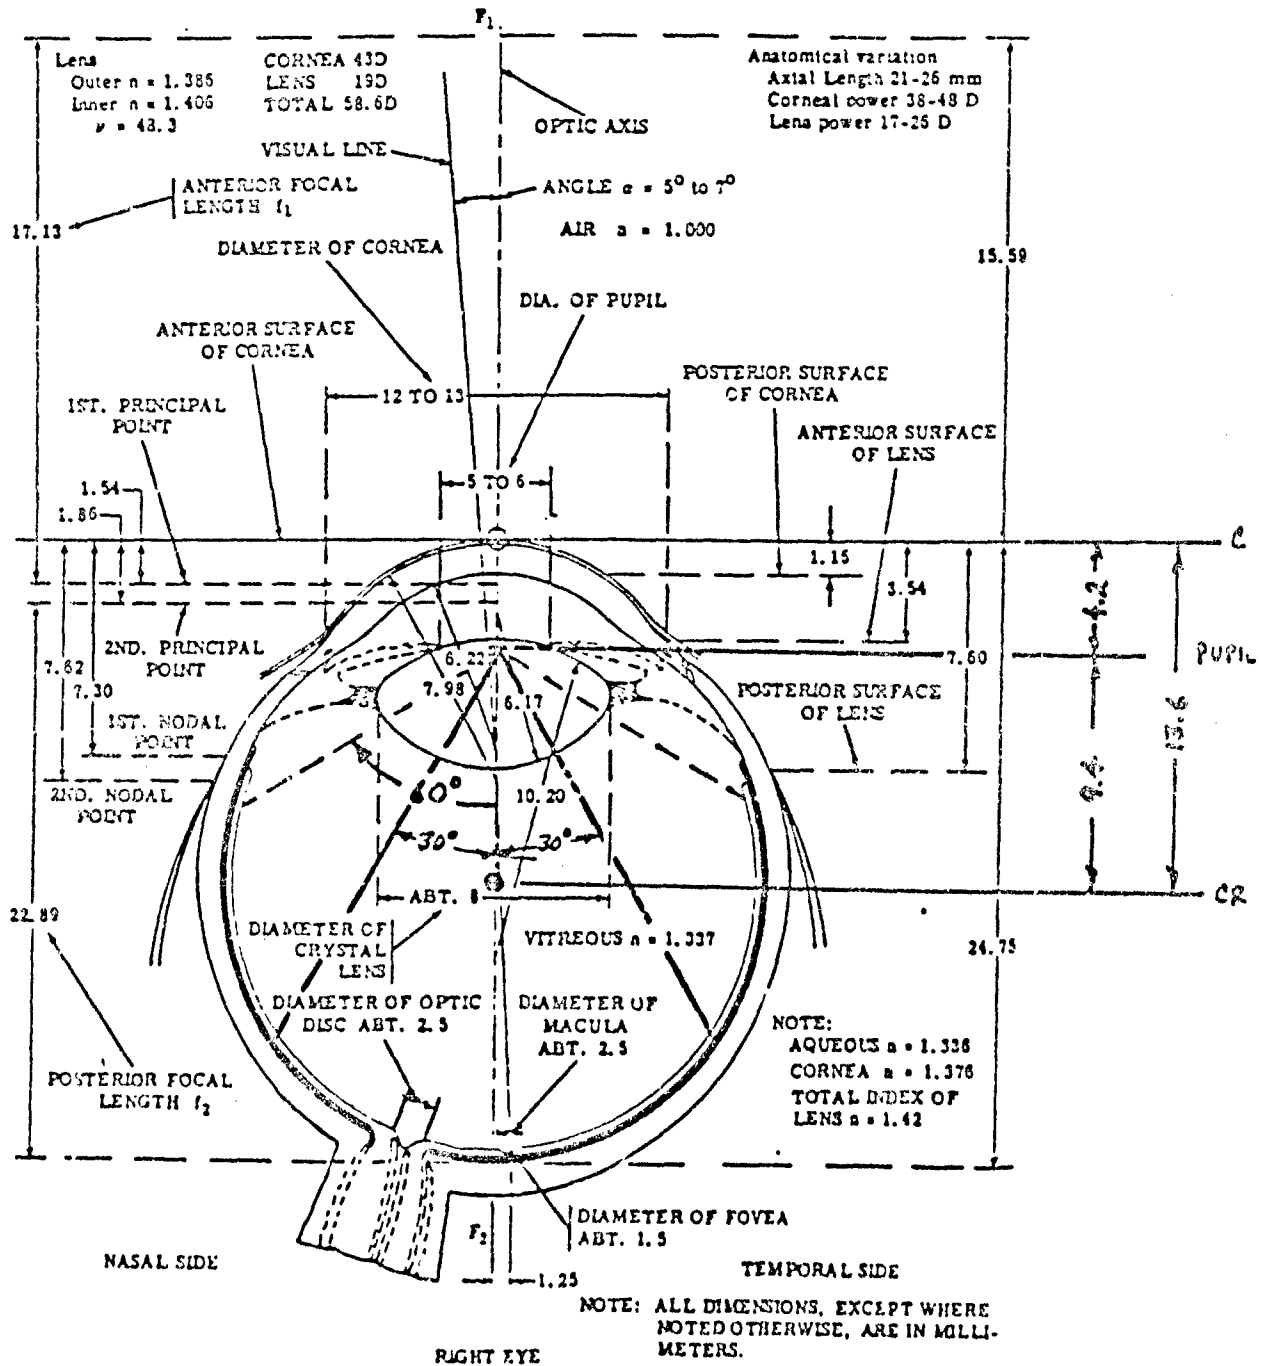 F₁
Lens
Outer n = 1.386
Inner n = 1.406
ν = 48.3
CORNEA 43D
LENS 19D
TOTAL 58.6D
Anatomical variation
Axial Length 21-26 mm
Corneal power 38-48 D
Lens power 17-25 D
OPTIC AXIS
VISUAL LINE
ANTERIOR FOCAL
LENGTH f₁
ANGLE α = 5° to 7°
17.13
AIR n = 1.000
DIAMETER OF CORNEA
15.59
DIA. OF PUPIL
ANTERIOR SURFACE
OF CORNEA
POSTERIOR SURFACE
OF CORNEA
12 TO 13
1ST. PRINCIPAL
POINT
ANTERIOR SURFACE
OF LENS
5 TO 6
1.54
1.86
C
1.15
3.54
4.2
2ND. PRINCIPAL
POINT
7.62
7.30
6.22
7.98
6.17
7.60
PUPIL
13.6
POSTERIOR SURFACE
OF LENS
1ST. NODAL
POINT
2ND. NODAL
POINT
10.20
9.4
30°
30°
CR
ABT. 8
22.89
DIAMETER OF
CRYSTAL
LENS
VITREOUS n = 1.337
24.75
DIAMETER OF OPTIC
DISC ABT. 2.5
DIAMETER OF
MACULA
ABT. 2.5
NOTE:
AQUEOUS n = 1.336
CORNEA n = 1.376
TOTAL INDEX OF
LENS n = 1.42
POSTERIOR FOCAL
LENGTH f₂
F₂
DIAMETER OF FOVEA
ABT. 1.5
NASAL SIDE
1.25
TEMPORAL SIDE
NOTE: ALL DIMENSIONS, EXCEPT WHERE
NOTED OTHERWISE, ARE IN MILLI-
METERS.
RIGHT EYE